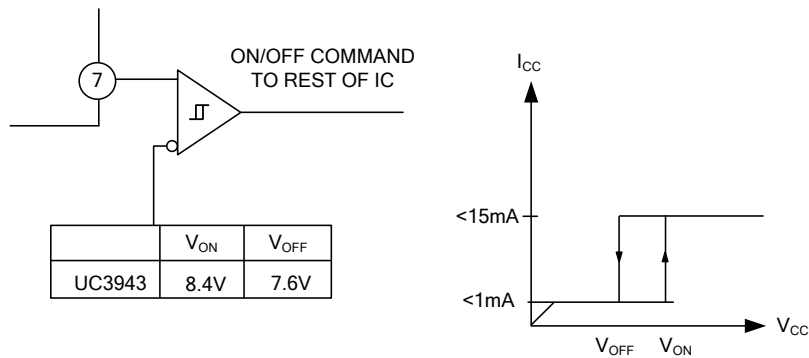 7
ON/OFF COMMAND
TO REST OF IC
V_ON V_OFF
UC3943 8.4V 7.6V
I_CC
<15mA
<1mA
V_OFF V_ON
V_CC